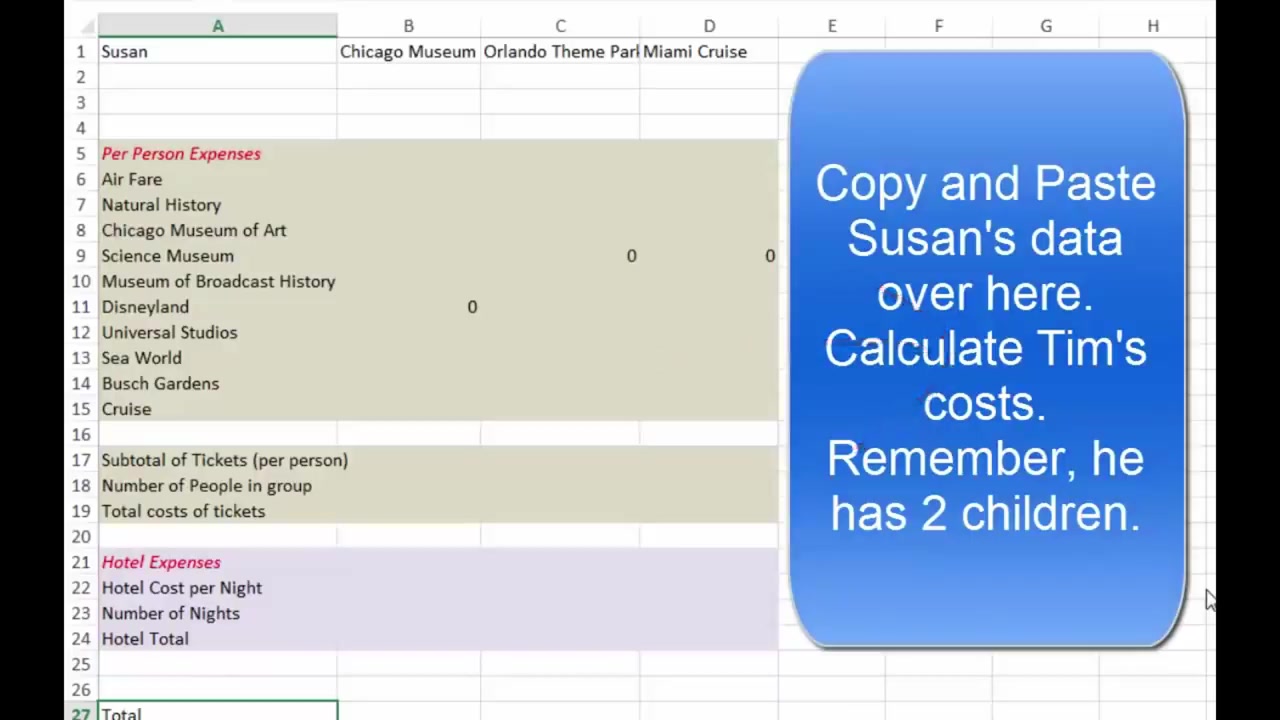 A B C D E F G H
1 Susan Chicago Museum Orlando Theme Park Miami Cruise
2
3
4
5 Per Person Expenses
6 Air Fare
7 Natural History
8 Chicago Museum of Art
9 Science Museum 0 0
10 Museum of Broadcast History
11 Disneyland 0
12 Universal Studios
13 Sea World
14 Busch Gardens
15 Cruise
16
17 Subtotal of Tickets (per person)
18 Number of People in group
19 Total costs of tickets
20
21 Hotel Expenses
22 Hotel Cost per Night
23 Number of Nights
24 Hotel Total
25
26
27 Total
Copy and Paste
Susan's data
over here.
Calculate Tim's
costs.
Remember, he
has 2 children.